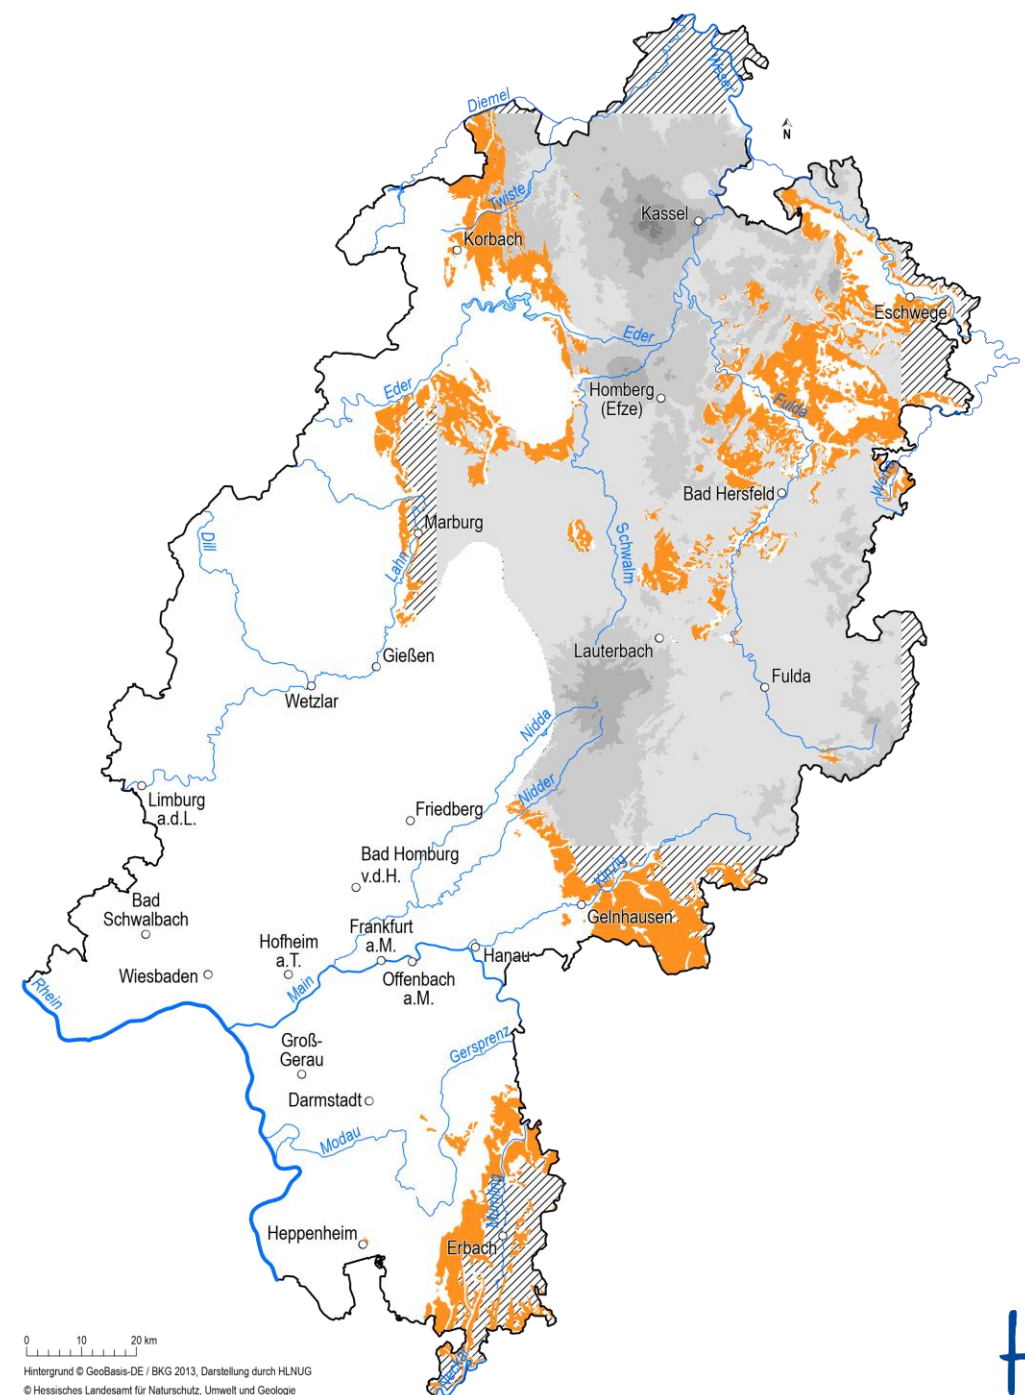 Diemel
Weser
N
Twiste
Kassel
Korbach
Eschwege
Eder
Eder
Homberg
(Efze)
Fulda
Werra
Bad Hersfeld
Marburg
Dill
Lahn
Schwalm
Lauterbach
Gießen
Fulda
Wetzlar
Nidda
Limburg
a.d.L.
Nidder
Friedberg
Bad Homburg
v.d.H.
Kinzig
Bad
Schwalbach
Gelnhausen
Frankfurt
a.M.
Hofheim
a.T.
Hanau
Wiesbaden
Offenbach
a.M.
Rhein
Main
Groß-
Gerau
Gersprenz
Darmstadt
Modau
Mümling
Heppenheim
Erbach
0 10 20 km
Neckar
Hintergrund © GeoBasis-DE / BKG 2013, Darstellung durch HLNUG
© Hessisches Landesamt für Naturschutz, Umwelt und Geologie